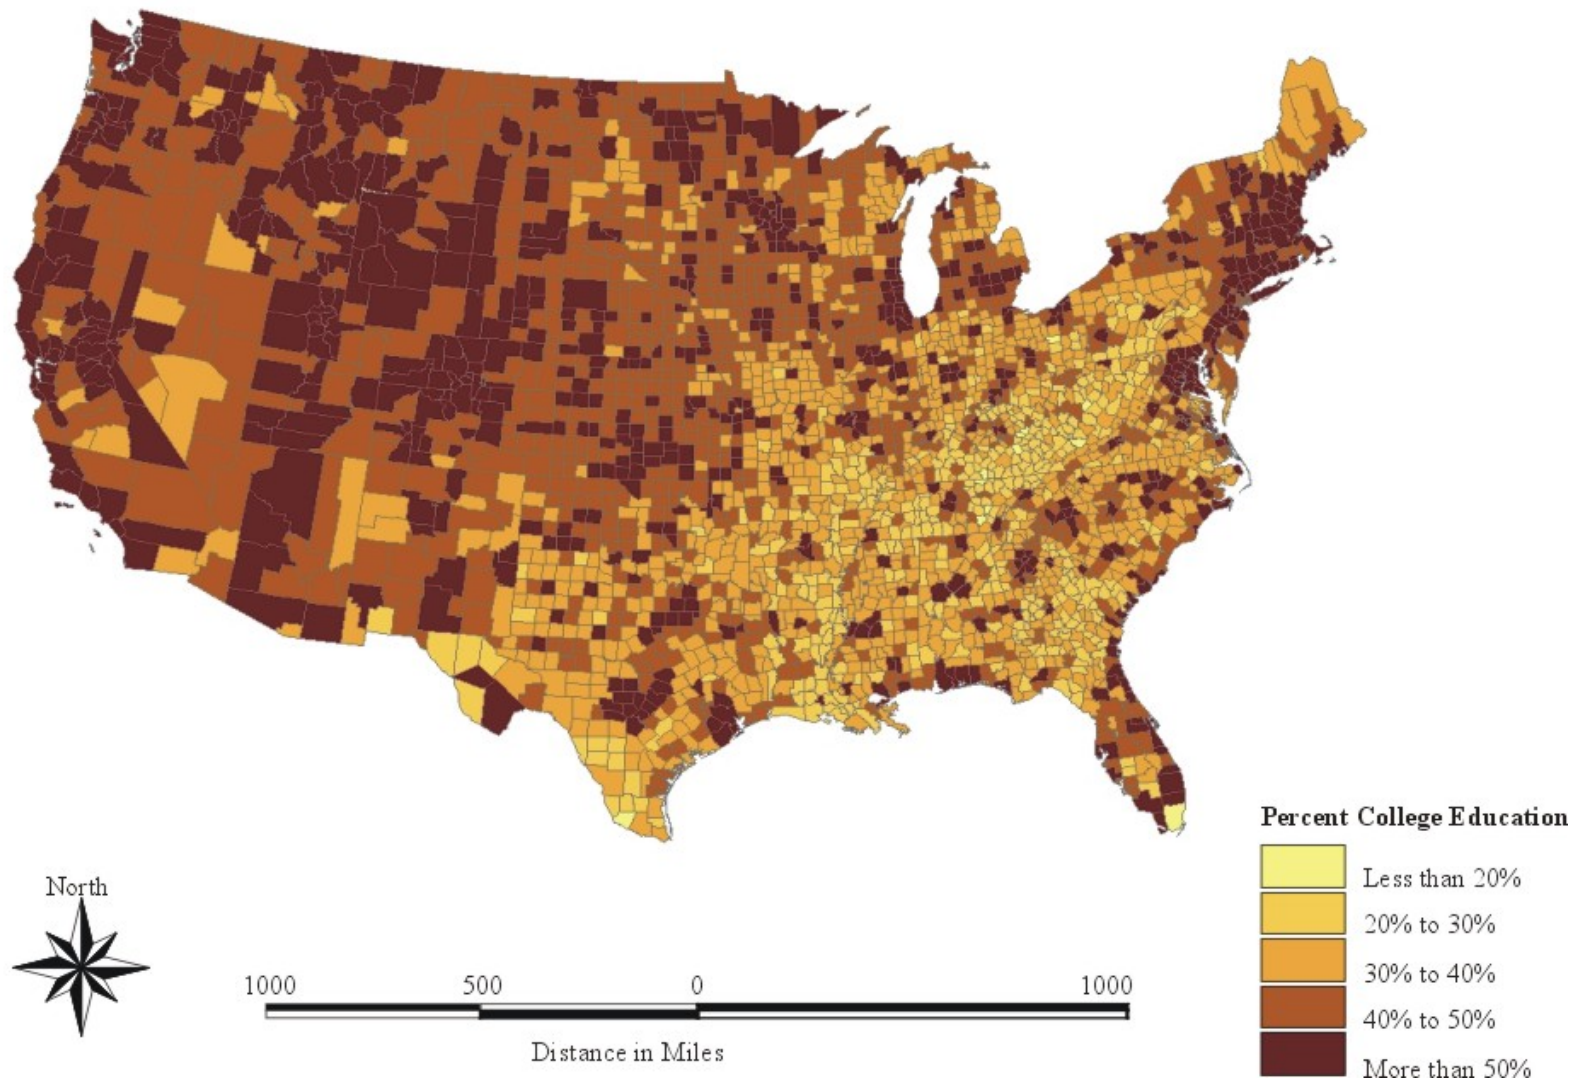 Percent College Education
Less than 20%
20% to 30%
30% to 40%
40% to 50%
More than 50%
North
1000 500 0 1000
Distance in Miles